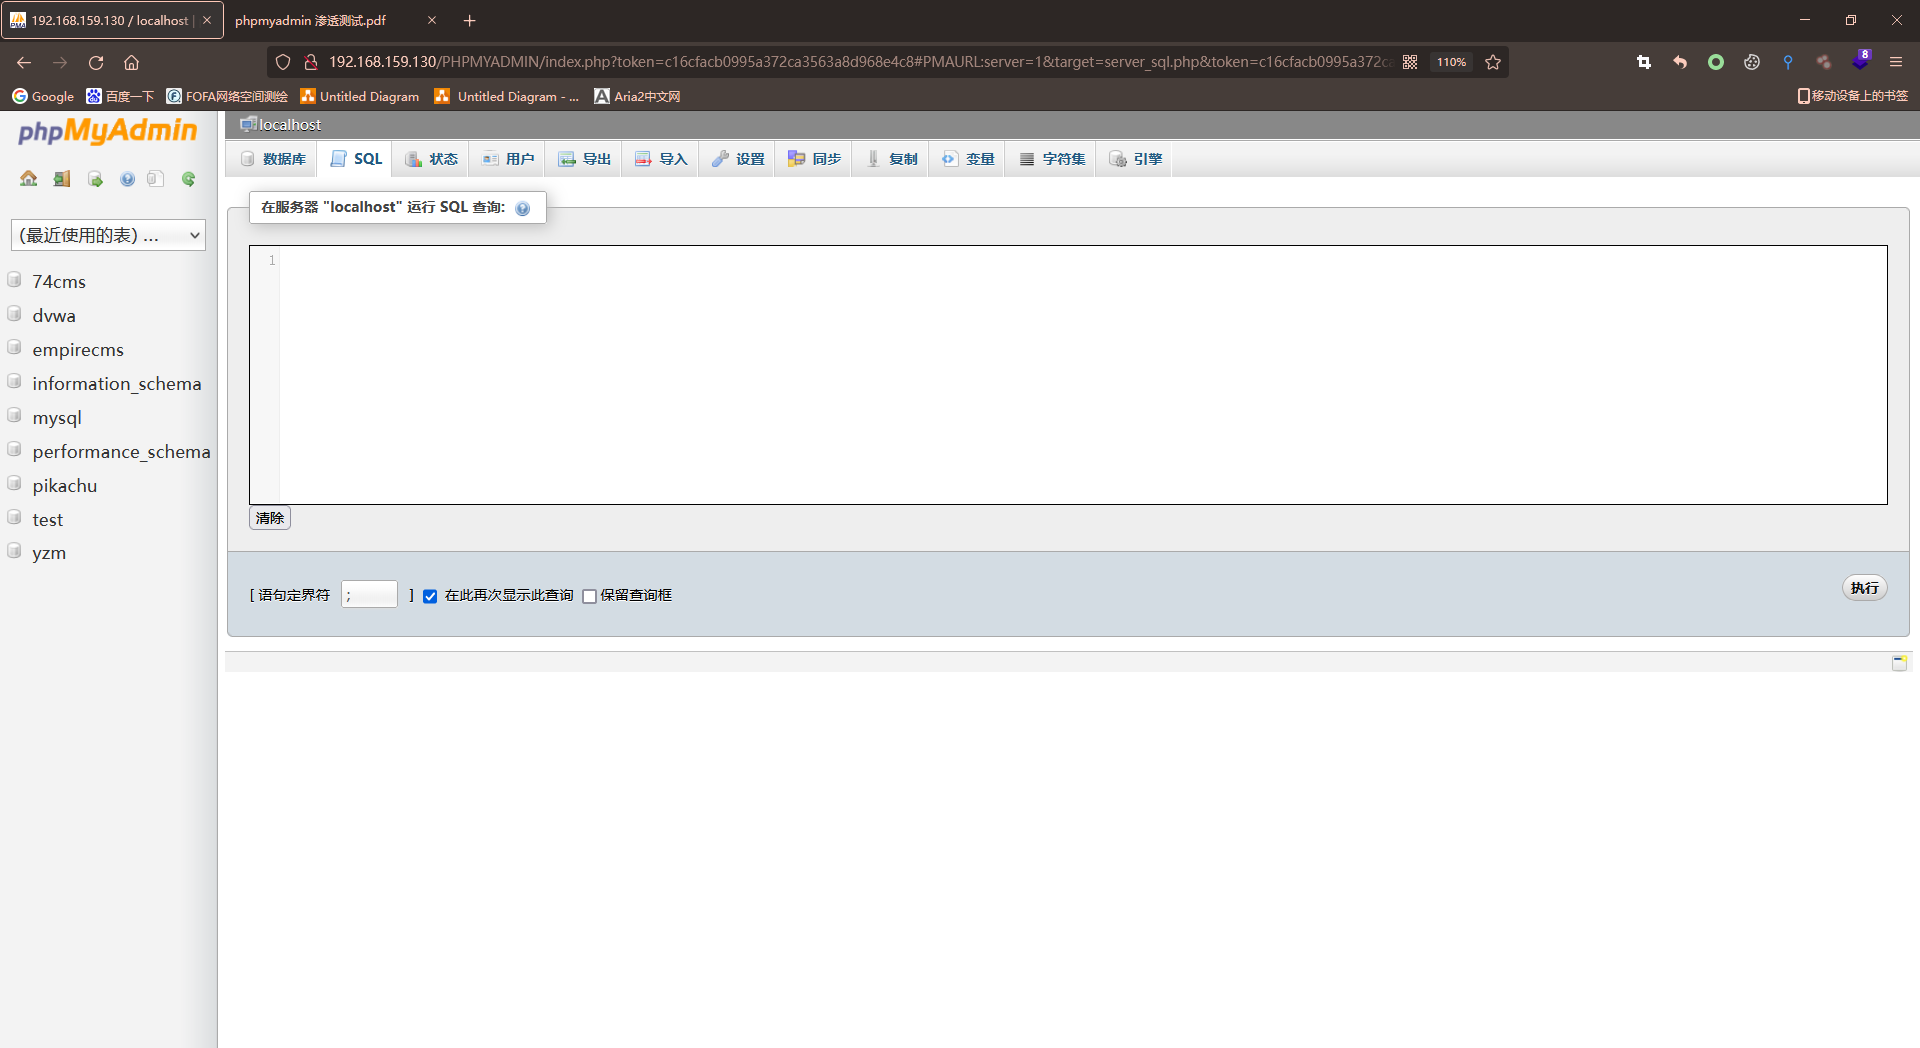 192.168.159.130 / localhost |
phpmyadmin 渗透测试.pdf
192.168.159.130/PHPMYADMIN/index.php?token=c16cfacb0995a372ca3563a8d968e4c8#PMAURL:server=1&target=server_sql.php&token=c16cfacb0995a372ca
110%
8
Google
百度一下
FOFA网络空间测绘
Untitled Diagram
Untitled Diagram - ...
Aria2中文网
移动设备上的书签
phpMyAdmin
(最近使用的表) ...
74cms
dvwa
empirecms
information_schema
mysql
performance_schema
pikachu
test
yzm
localhost
数据库
SQL
状态
用户
导出
导入
设置
同步
复制
变量
字符集
引擎
在服务器 "localhost" 运行 SQL 查询:
1
清除
[ 语句定界符 ; ] 在此再次显示此查询 保留查询框
执行